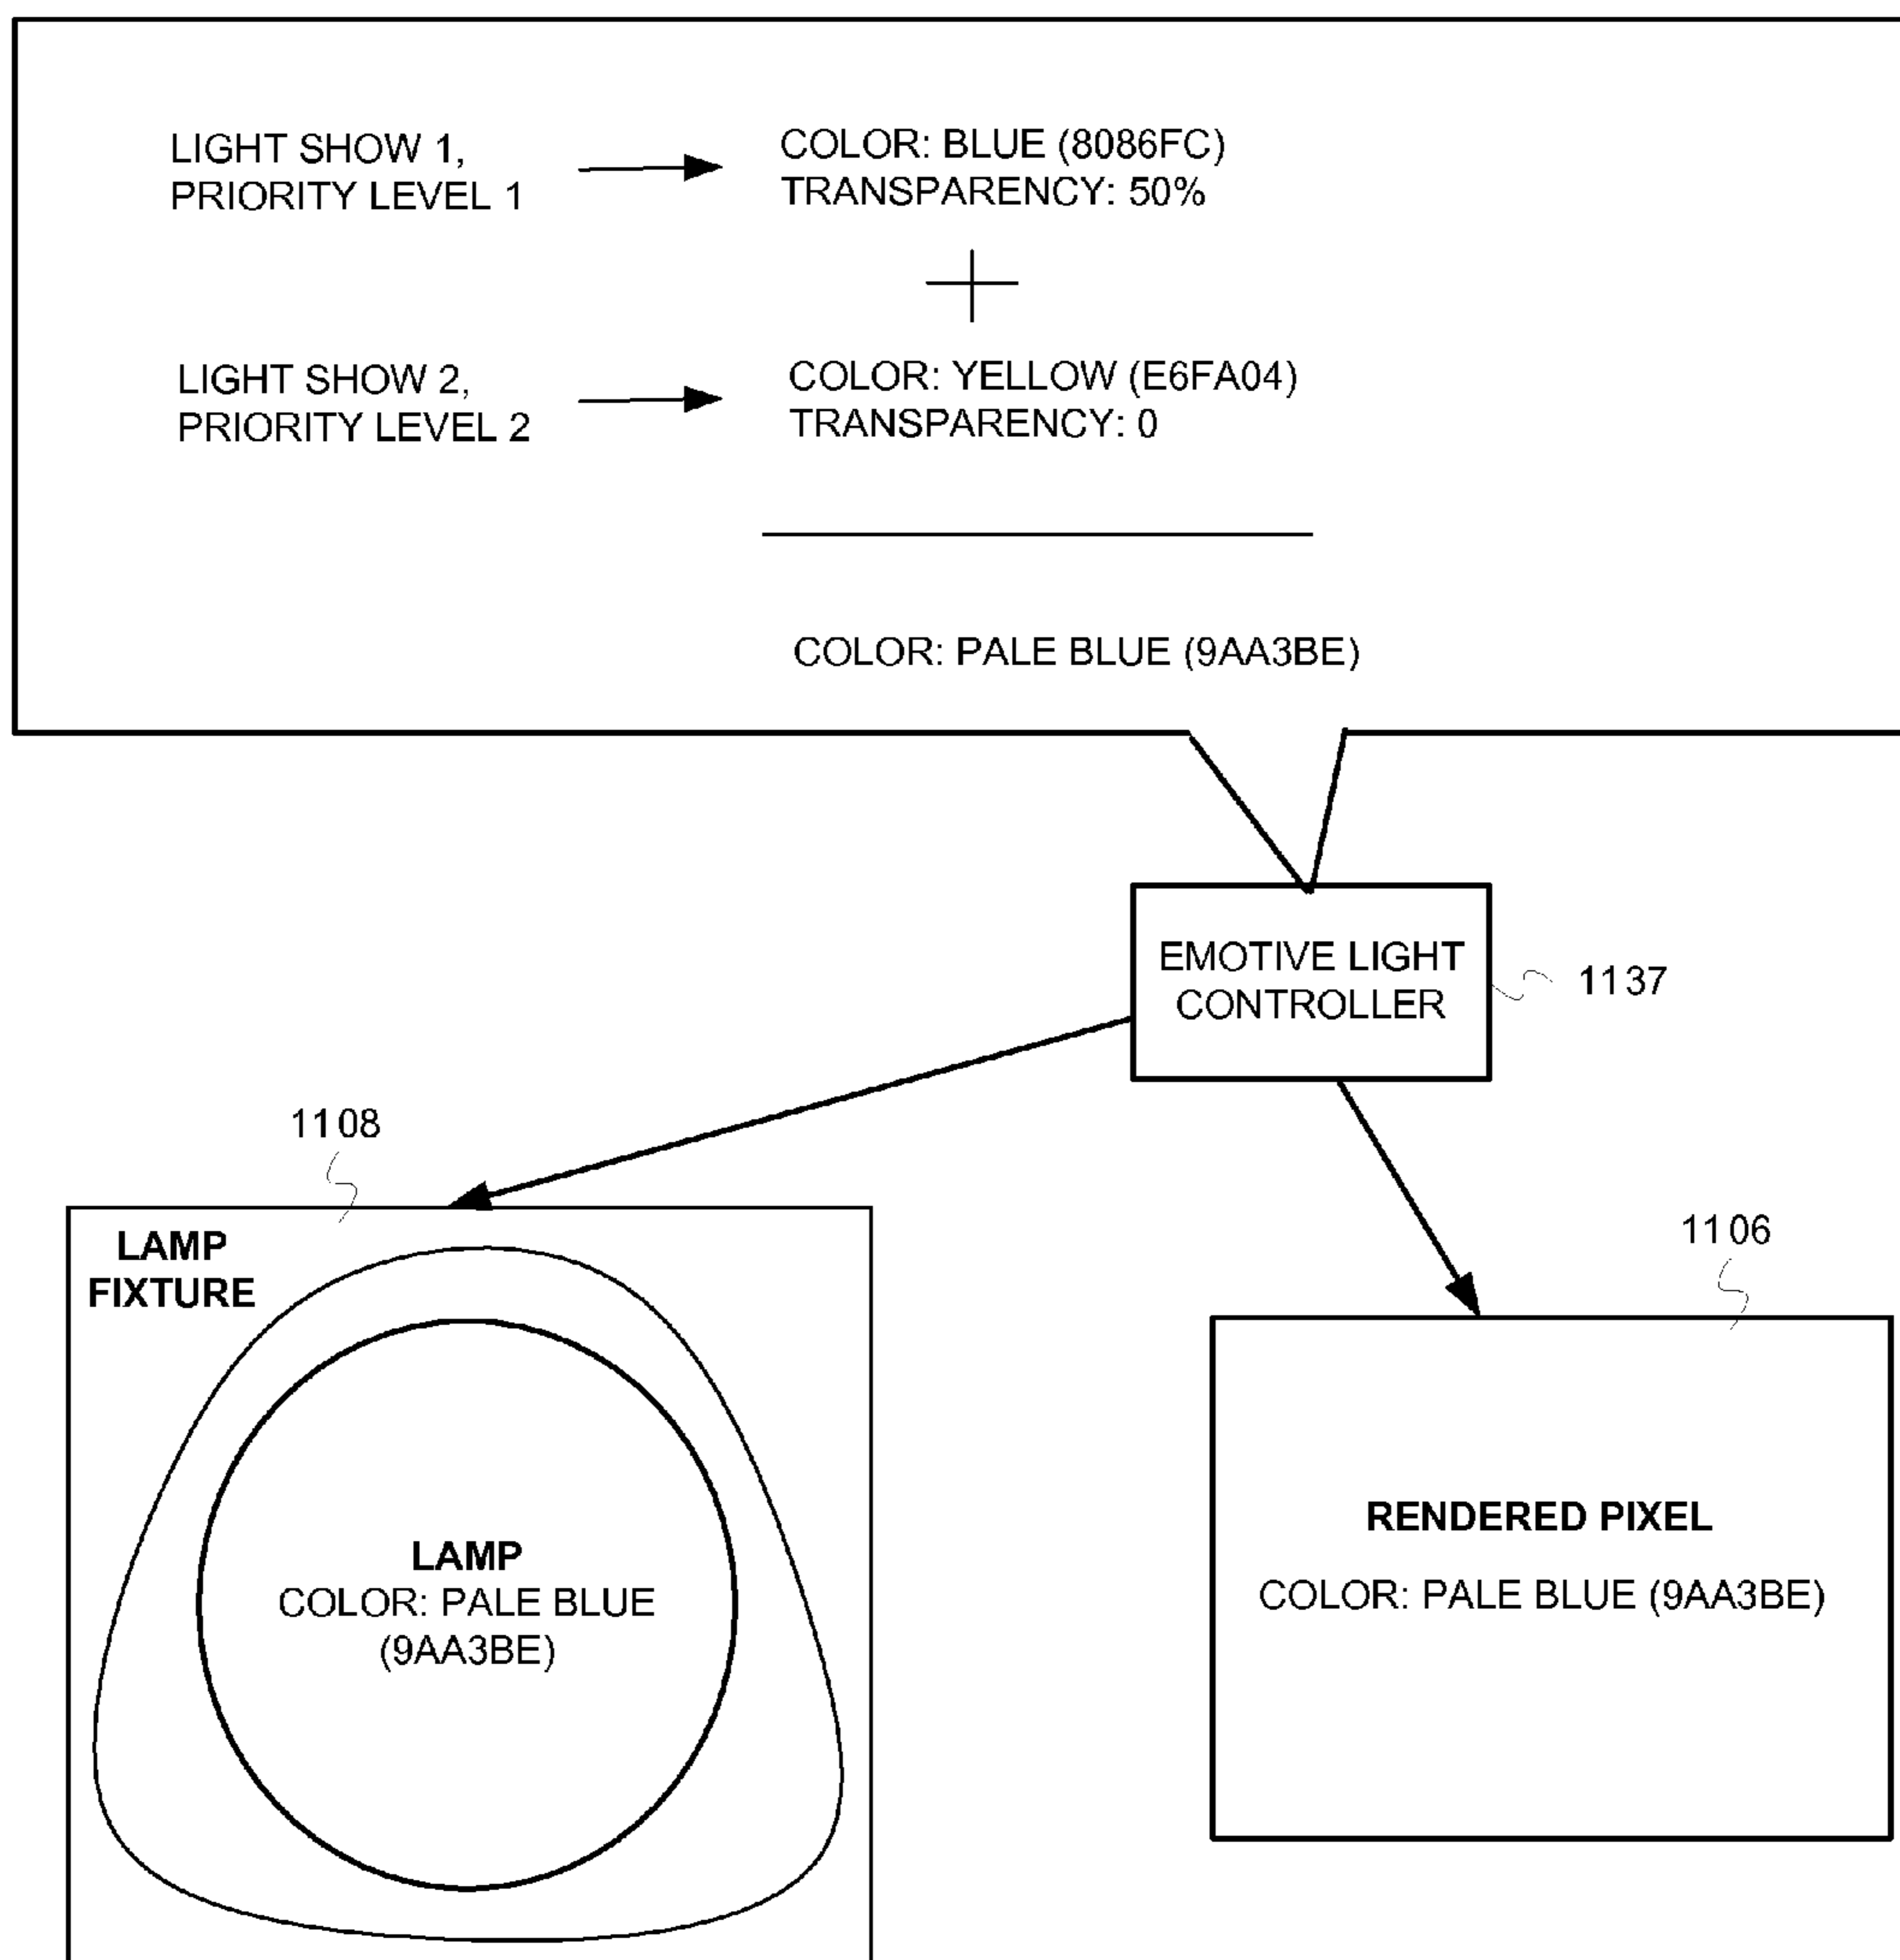 LIGHT SHOW 1,
PRIORITY LEVEL 1
COLOR: BLUE (8086FC)
TRANSPARENCY: 50%
+
LIGHT SHOW 2,
PRIORITY LEVEL 2
COLOR: YELLOW (E6FA04)
TRANSPARENCY: 0
COLOR: PALE BLUE (9AA3BE)
EMOTIVE LIGHT
CONTROLLER
1137
1108
LAMP
FIXTURE
LAMP
COLOR: PALE BLUE
(9AA3BE)
1106
RENDERED PIXEL
COLOR: PALE BLUE (9AA3BE)